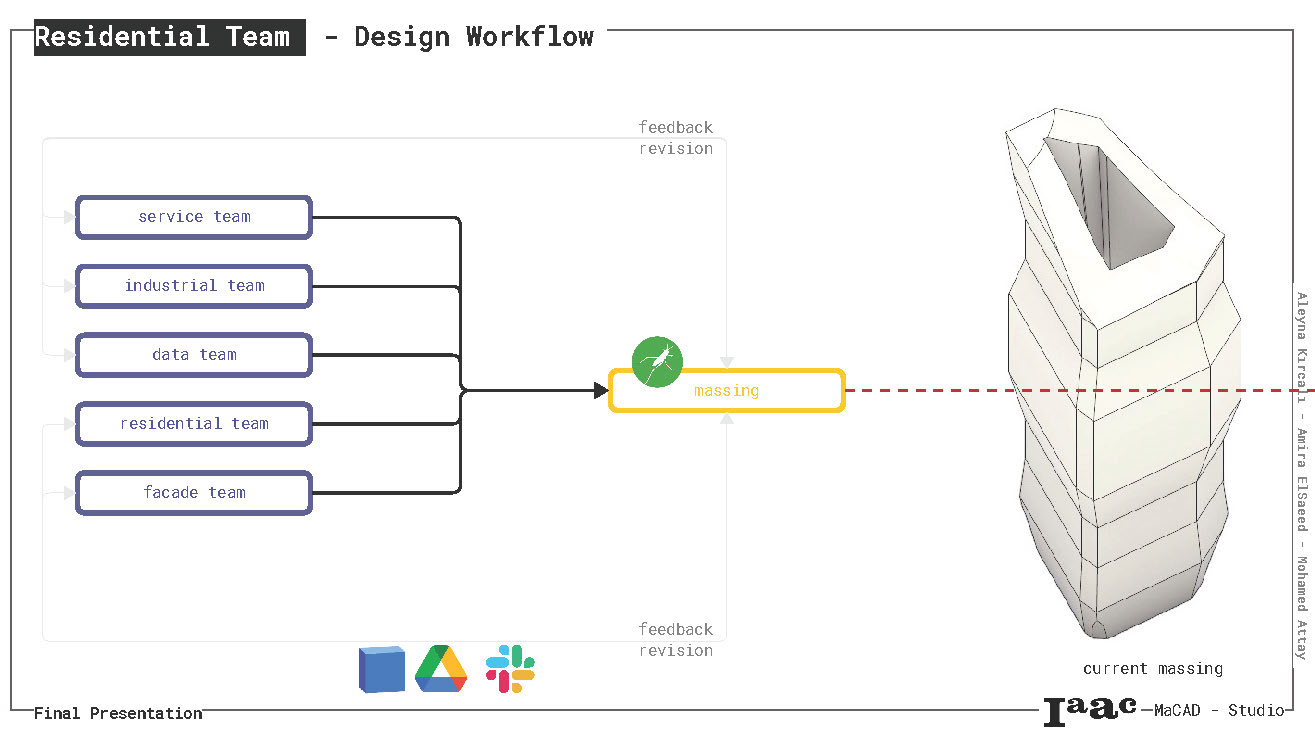 Residential Team - Design Workflow
feedback
revision
service team
industrial team
data team
residential team
facade team
massing
feedback
revision
current massing
Aleyna Kircali - Amira ElSaeed - Mohamed Attay
Final Presentation
Iaac MaCAD - Studio